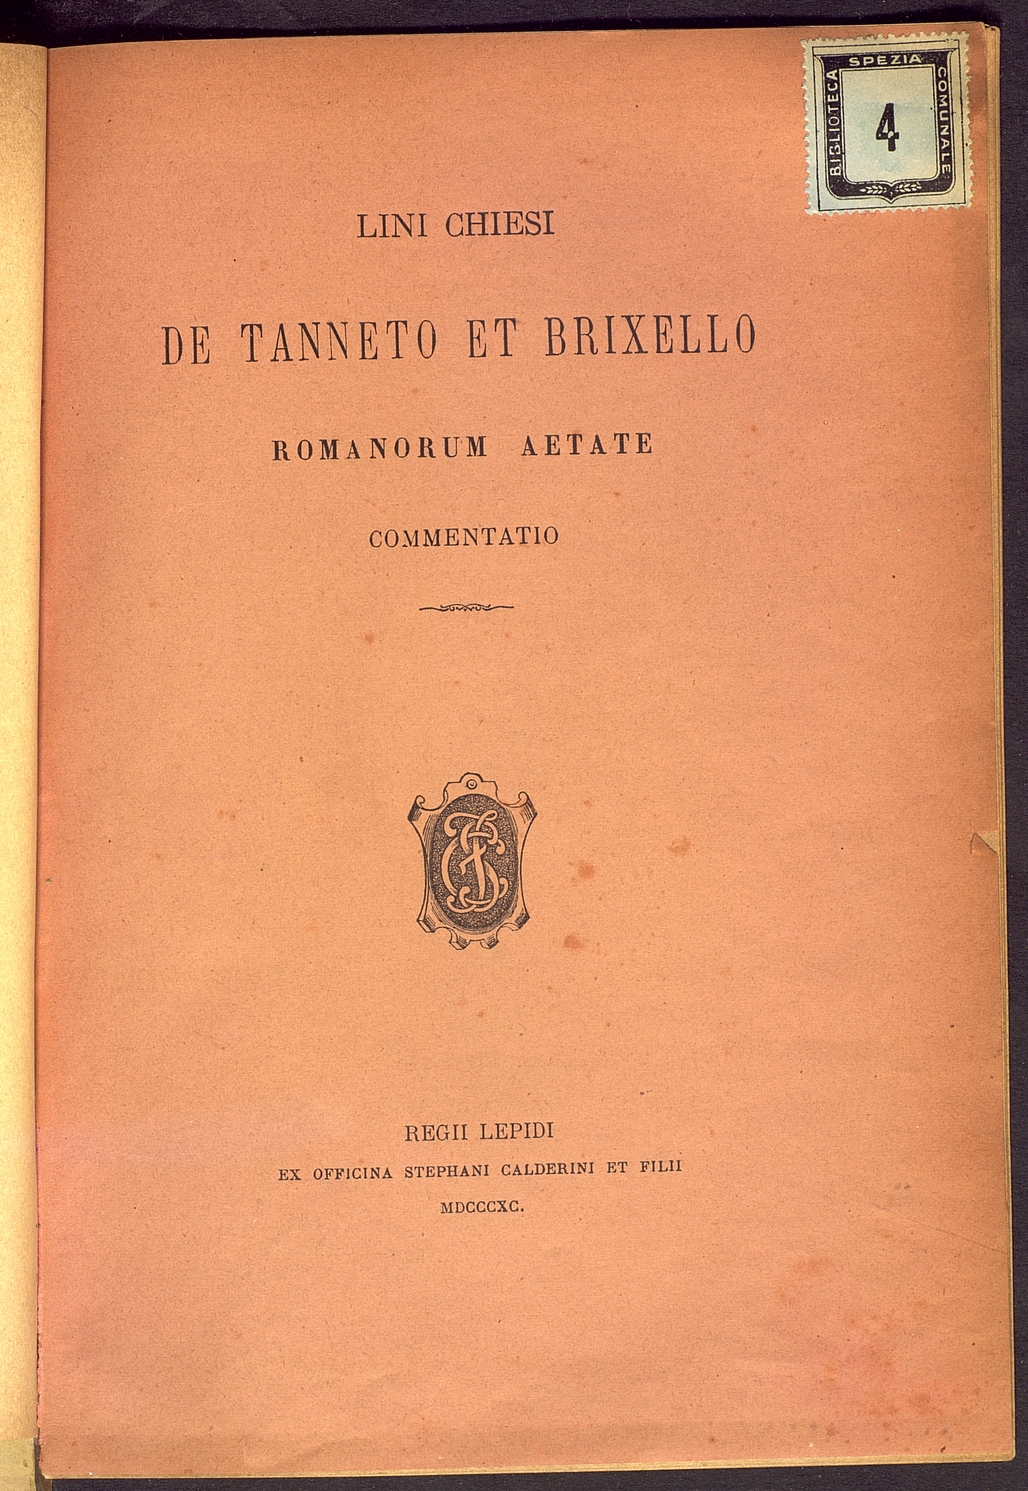 BIBLIOTECA
SPEZIA
COMUNALE
4
LINI CHIESI
DE TANNETO ET BRIXELLO
ROMANORUM AETATE
COMMENTATIO
REGII LEPIDI
EX OFFICINA STEPHANI CALDERINI ET FILII
MDCCCXC.